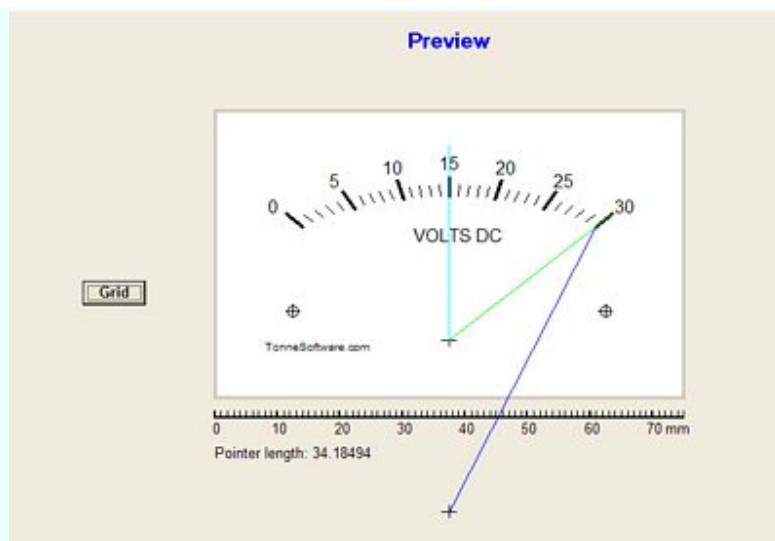 Preview
0 5 10 15 20 25 30
VOLTS DC
Grid
TonneSoftware.com
0 10 20 30 40 50 60 70 mm
Pointer length: 34.18494